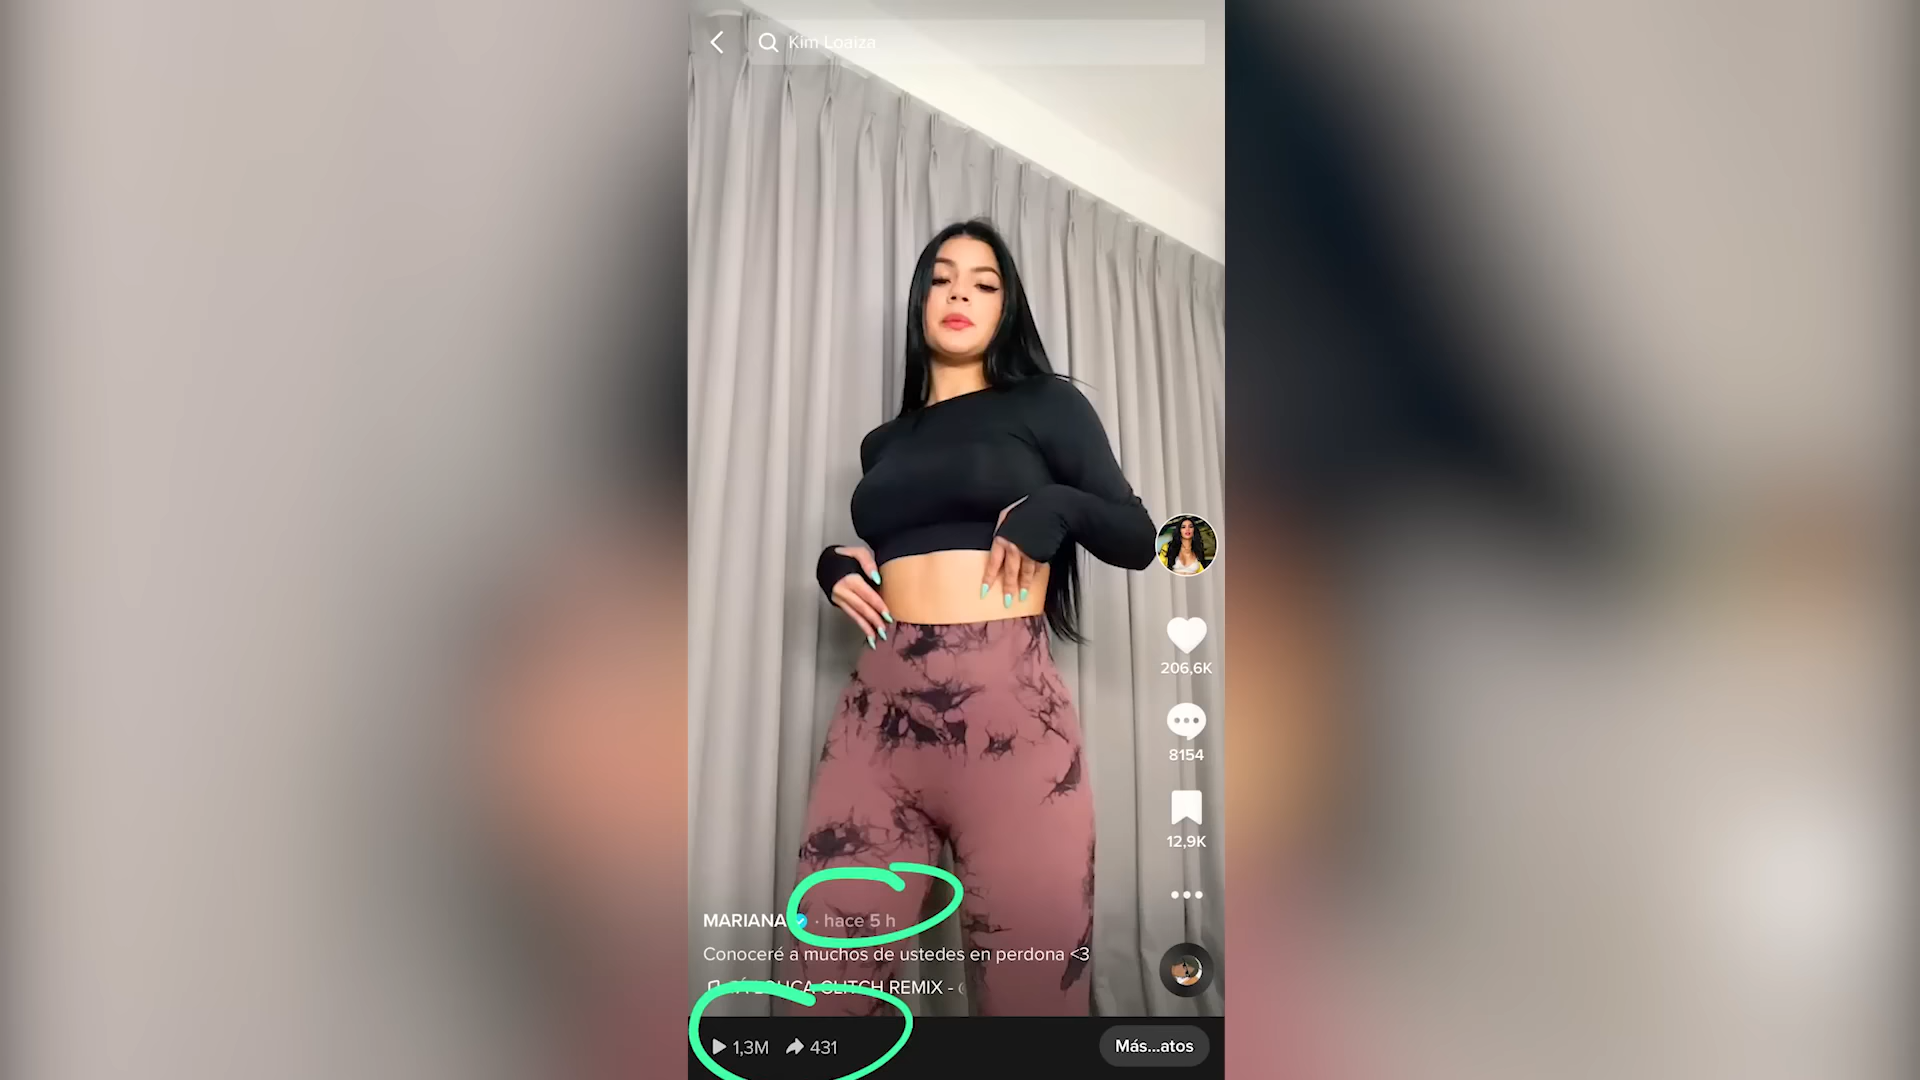 Kim Loaiza
206,6K
8154
12,9K
MARIANA · hace 5 h
Conoceré a muchos de ustedes en perdona <3
GLITCH REMIX -
1,3M 431
Más...atos